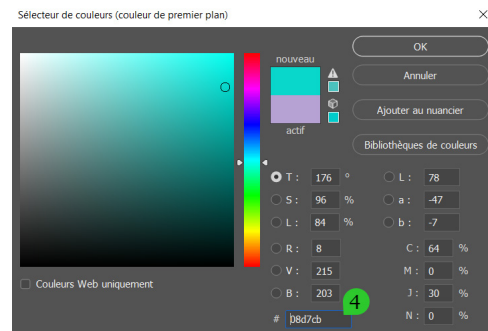 Sélecteur de couleurs (couleur de premier plan)
nouveau
actif
OK
Annuler
Ajouter au nuancier
Bibliothèques de couleurs
T : 176 °
L : 78
S : 96 %
a : -47
L : 84 %
b : -7
R : 8
C : 64 %
V : 215
M : 0 %
B : 203
J : 30 %
# 08d7cb
N : 0 %
4
Couleurs Web uniquement